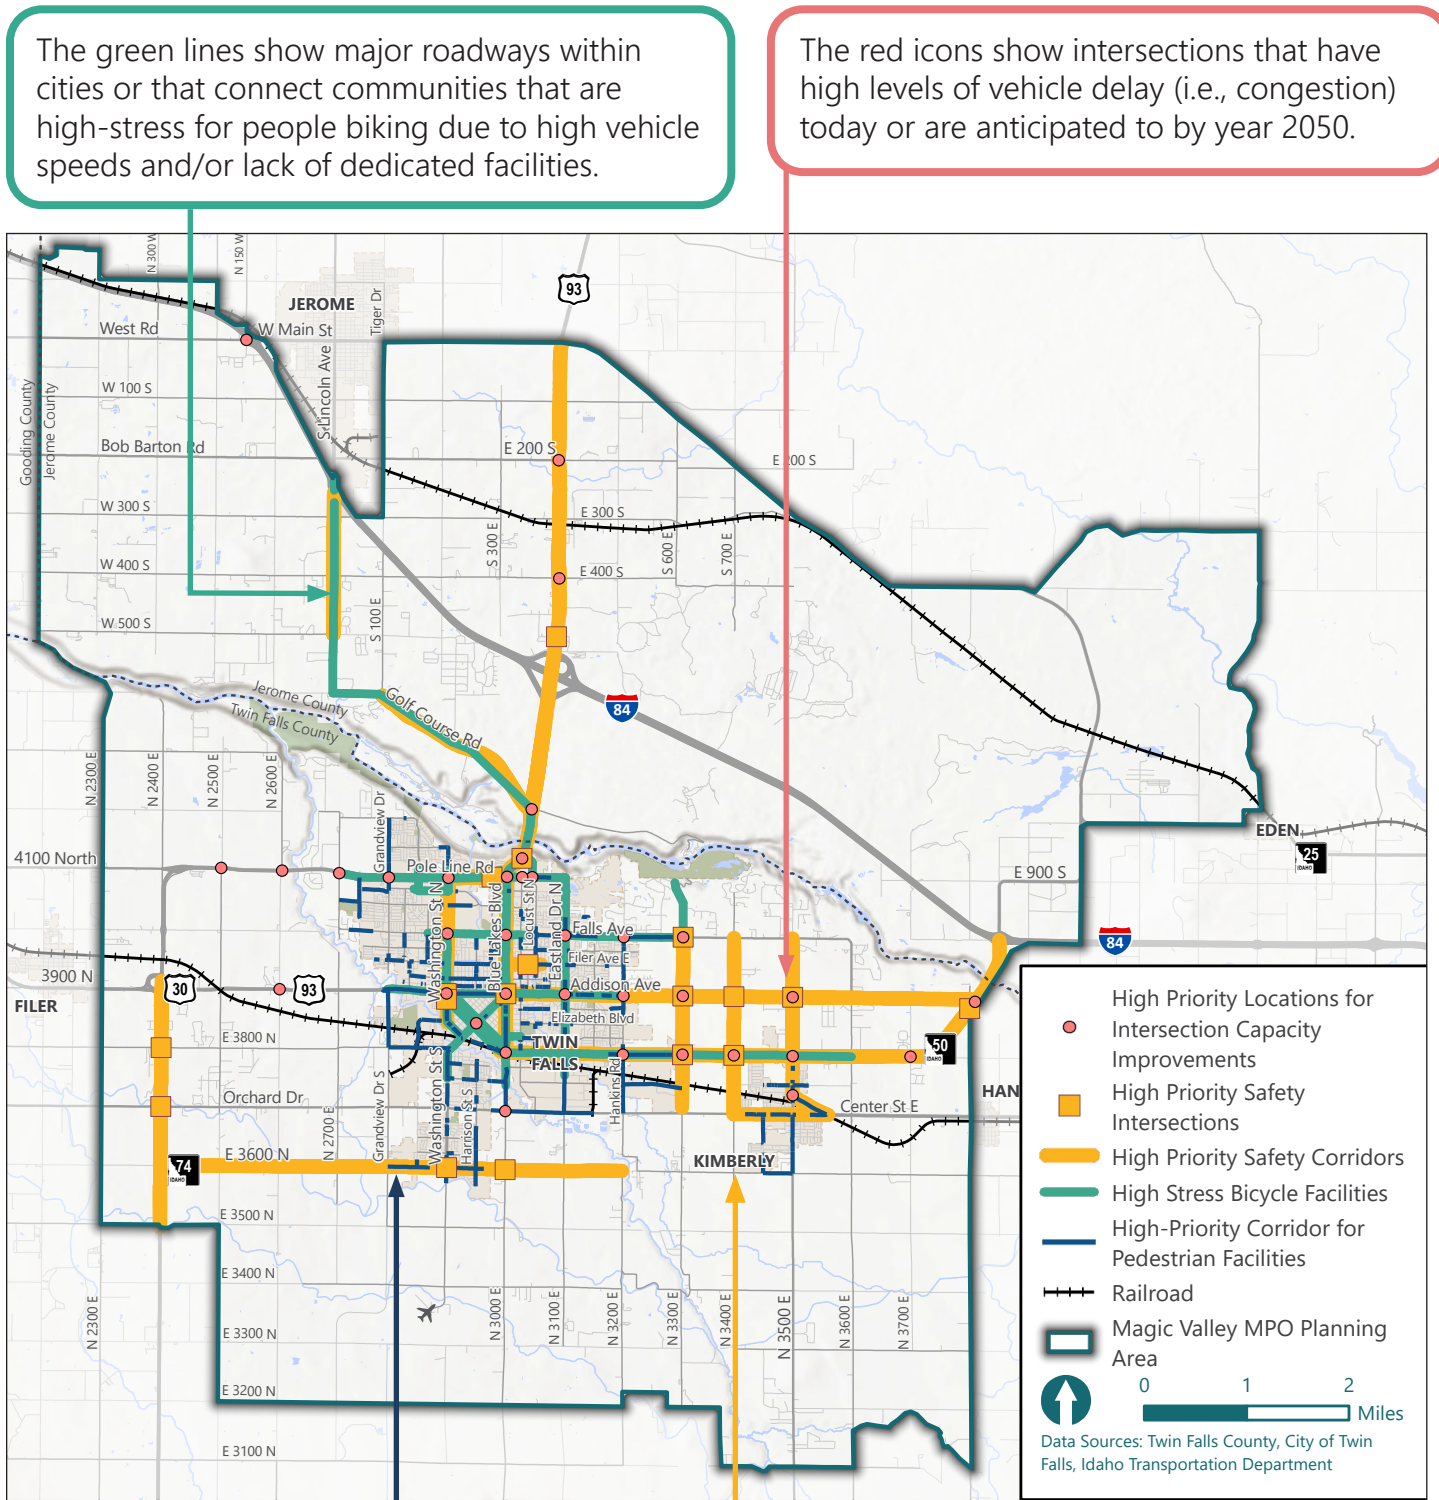 The green lines show major roadways within
cities or that connect communities that are
high-stress for people biking due to high vehicle
speeds and/or lack of dedicated facilities.
The red icons show intersections that have
high levels of vehicle delay (i.e., congestion)
today or are anticipated to by year 2050.
N 300 W
N 150 W
JEROME
Tiger Dr
93
West Rd
W Main St
S Lincoln Ave
W 100 S
Gooding County
Jerome County
Bob Barton Rd
E 200 S
E 200 S
W 300 S
S 300 E
E 300 S
S 600 E
S 700 E
W 400 S
E 400 S
W 500 S
S 100 E
Jerome County
Twin Falls County
Golf Course Rd
84
N 2300 E
N 2400 E
N 2500 E
N 2600 E
Grandview Dr
EDEN
25
IDAHO
4100 North
Pole Line Rd
E 900 S
Washington St N
Blue Lakes Blvd
Locust St N
Eastland Dr N
Falls Ave
Filer Ave E
84
3900 N
30
93
Addison Ave
FILER
Elizabeth Blvd
E 3800 N
TWIN
FALLS
50
IDAHO
Hankins Rd
HAN
Orchard Dr
N 2700 E
Grandview Dr S
Washington St S
Harrison St S
Center St E
E 3600 N
74
IDAHO
KIMBERLY
E 3500 N
E 3400 N
N 2300 E
N 3000 E
N 3100 E
N 3200 E
N 3300 E
N 3400 E
N 3500 E
N 3600 E
N 3700 E
E 3300 N
E 3200 N
E 3100 N
High Priority Locations for
Intersection Capacity
Improvements
High Priority Safety
Intersections
High Priority Safety Corridors
High Stress Bicycle Facilities
High-Priority Corridor for
Pedestrian Facilities
Railroad
Magic Valley MPO Planning
Area
0 1 2
Miles
Data Sources: Twin Falls County, City of Twin
Falls, Idaho Transportation Department